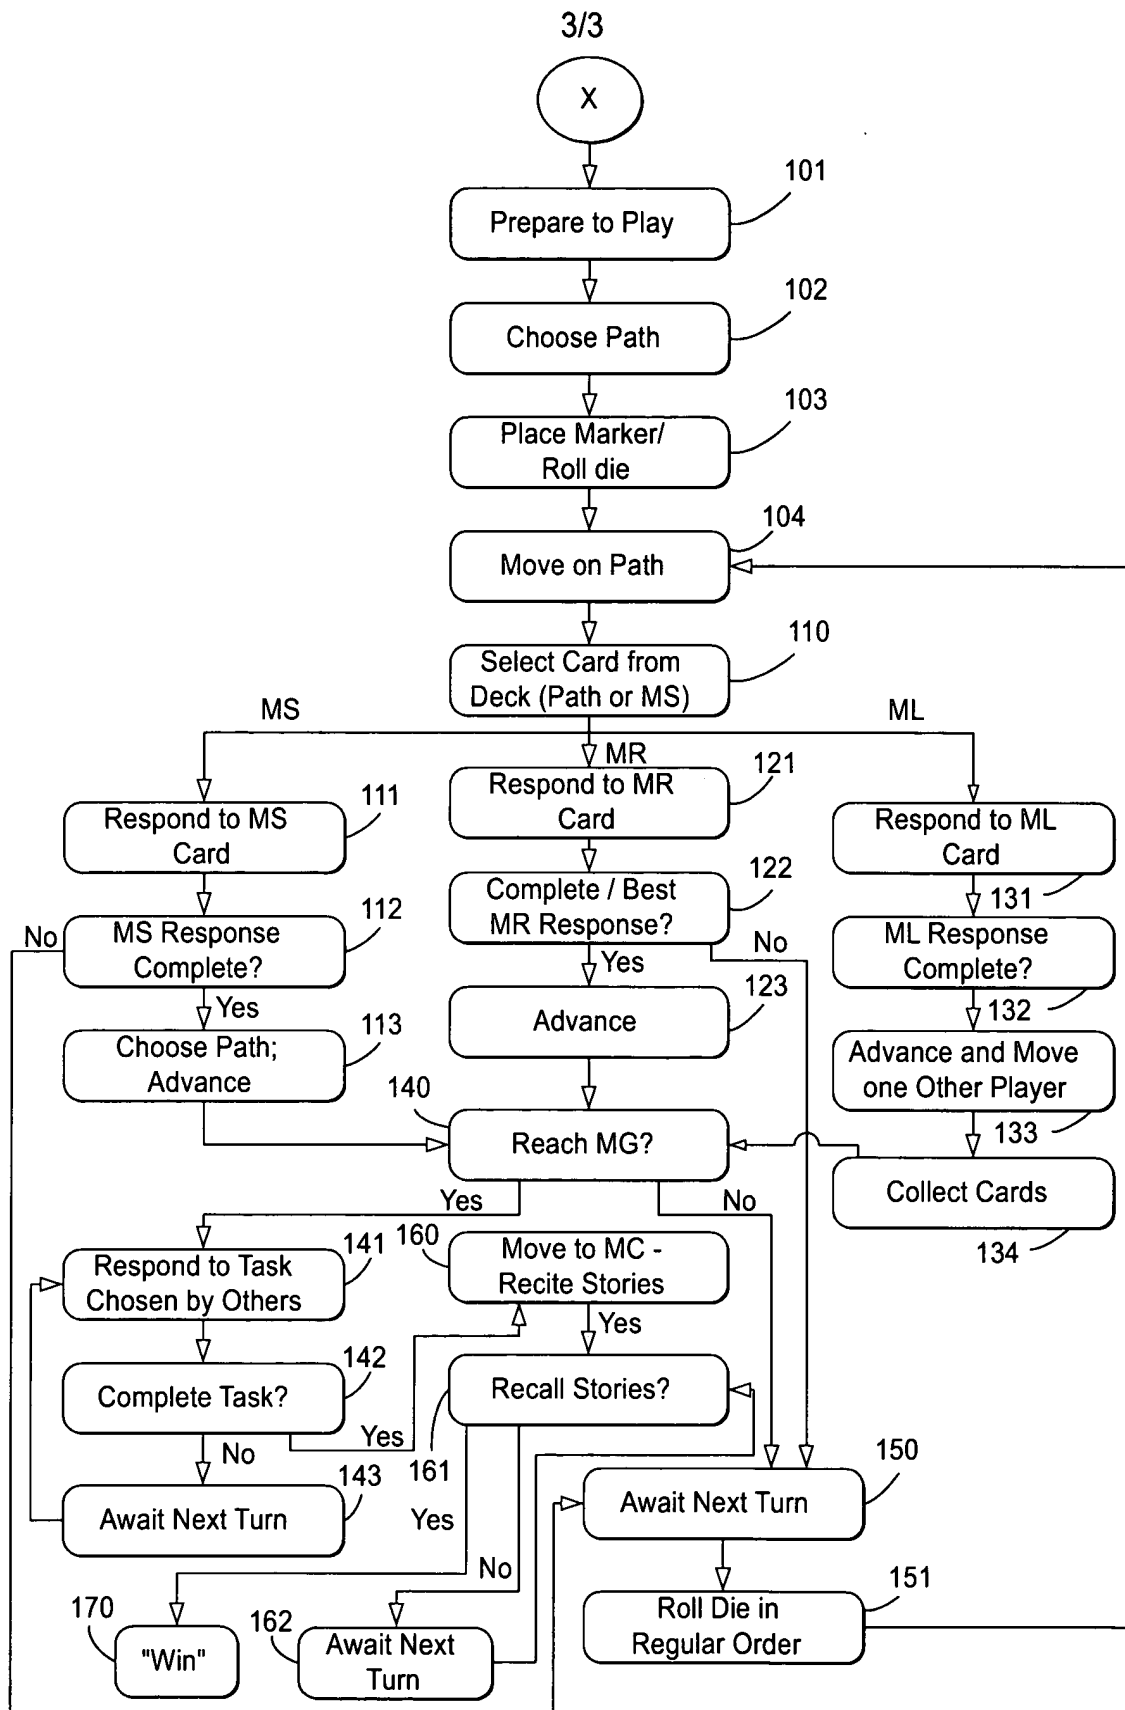 3/3
X
101
Prepare to Play
102
Choose Path
103
Place Marker/
Roll die
104
Move on Path
110
Select Card from
Deck (Path or MS)
MS
MR
ML
111
Respond to MS
Card
121
Respond to MR
Card
Respond to ML
Card
131
112
No
MS Response
Complete?
Yes
122
Complete / Best
MR Response?
No
Yes
ML Response
Complete?
132
113
Choose Path;
Advance
123
Advance
Advance and Move
one Other Player
133
140
Reach MG?
Yes
No
Collect Cards
134
141
Respond to Task
Chosen by Others
160
Move to MC -
Recite Stories
Yes
142
Complete Task?
Yes
No
161
Recall Stories?
Yes
No
143
Await Next Turn
150
Await Next Turn
151
Roll Die in
Regular Order
170
"Win"
162
Await Next
Turn